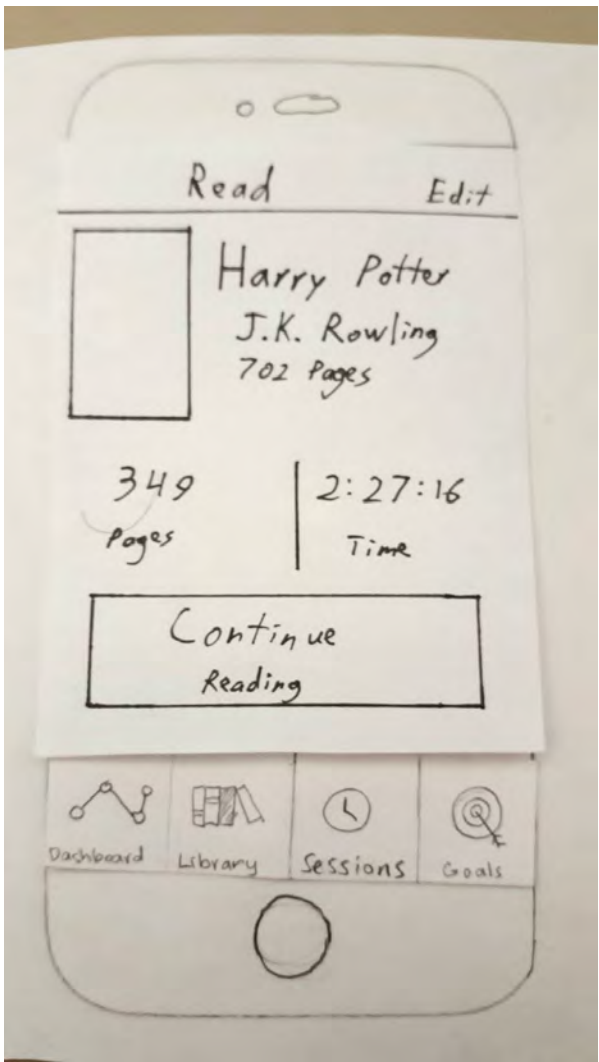 Read Edit
Harry Potter
J.K. Rowling
702 Pages
349 2:27:16
Pages Time
Continue
Reading
Dashboard Library Sessions Goals